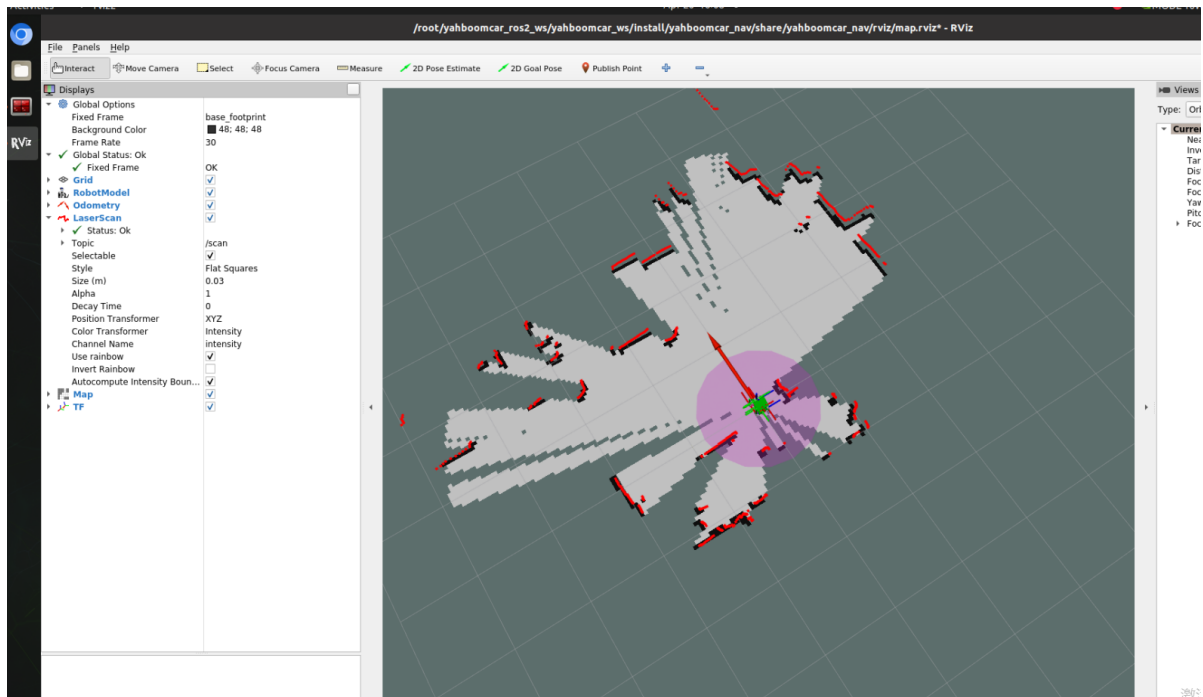 /root/yahboomcar_ros2_ws/yahboomcar_ws/install/yahboomcar_nav/share/yahboomcar_nav/rviz/map.rviz* - RViz
File Panels Help
Interact Move Camera Select Focus Camera Measure 2D Pose Estimate 2D Goal Pose Publish Point
Displays
Views
Global Options
Type:
Fixed Frame base_footprint
Background Color 48; 48; 48
Frame Rate 30
Global Status: Ok
Fixed Frame OK
Grid
RobotModel
Odometry
LaserScan
Status: Ok
Topic /scan
Selectable
Style Flat Squares
Size (m) 0.03
Alpha 1
Decay Time 0
Position Transformer XYZ
Color Transformer Intensity
Channel Name intensity
Use rainbow
Invert Rainbow
Autocompute Intensity Boun...
Map
TF
RViz